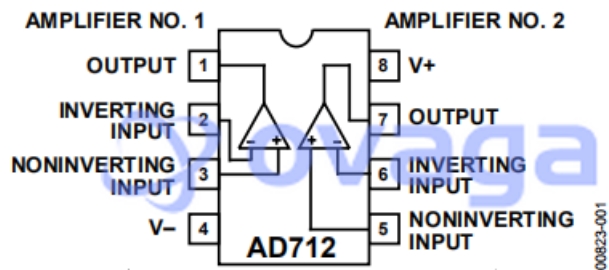 AMPLIFIER NO. 1
AMPLIFIER NO. 2
OUTPUT 1
8 V+
INVERTING
INPUT 2
7 OUTPUT
NONINVERTING
INPUT 3
6 INVERTING
INPUT
V– 4
5 NONINVERTING
INPUT
– +
+ –
AD712
00823-001
ovaga